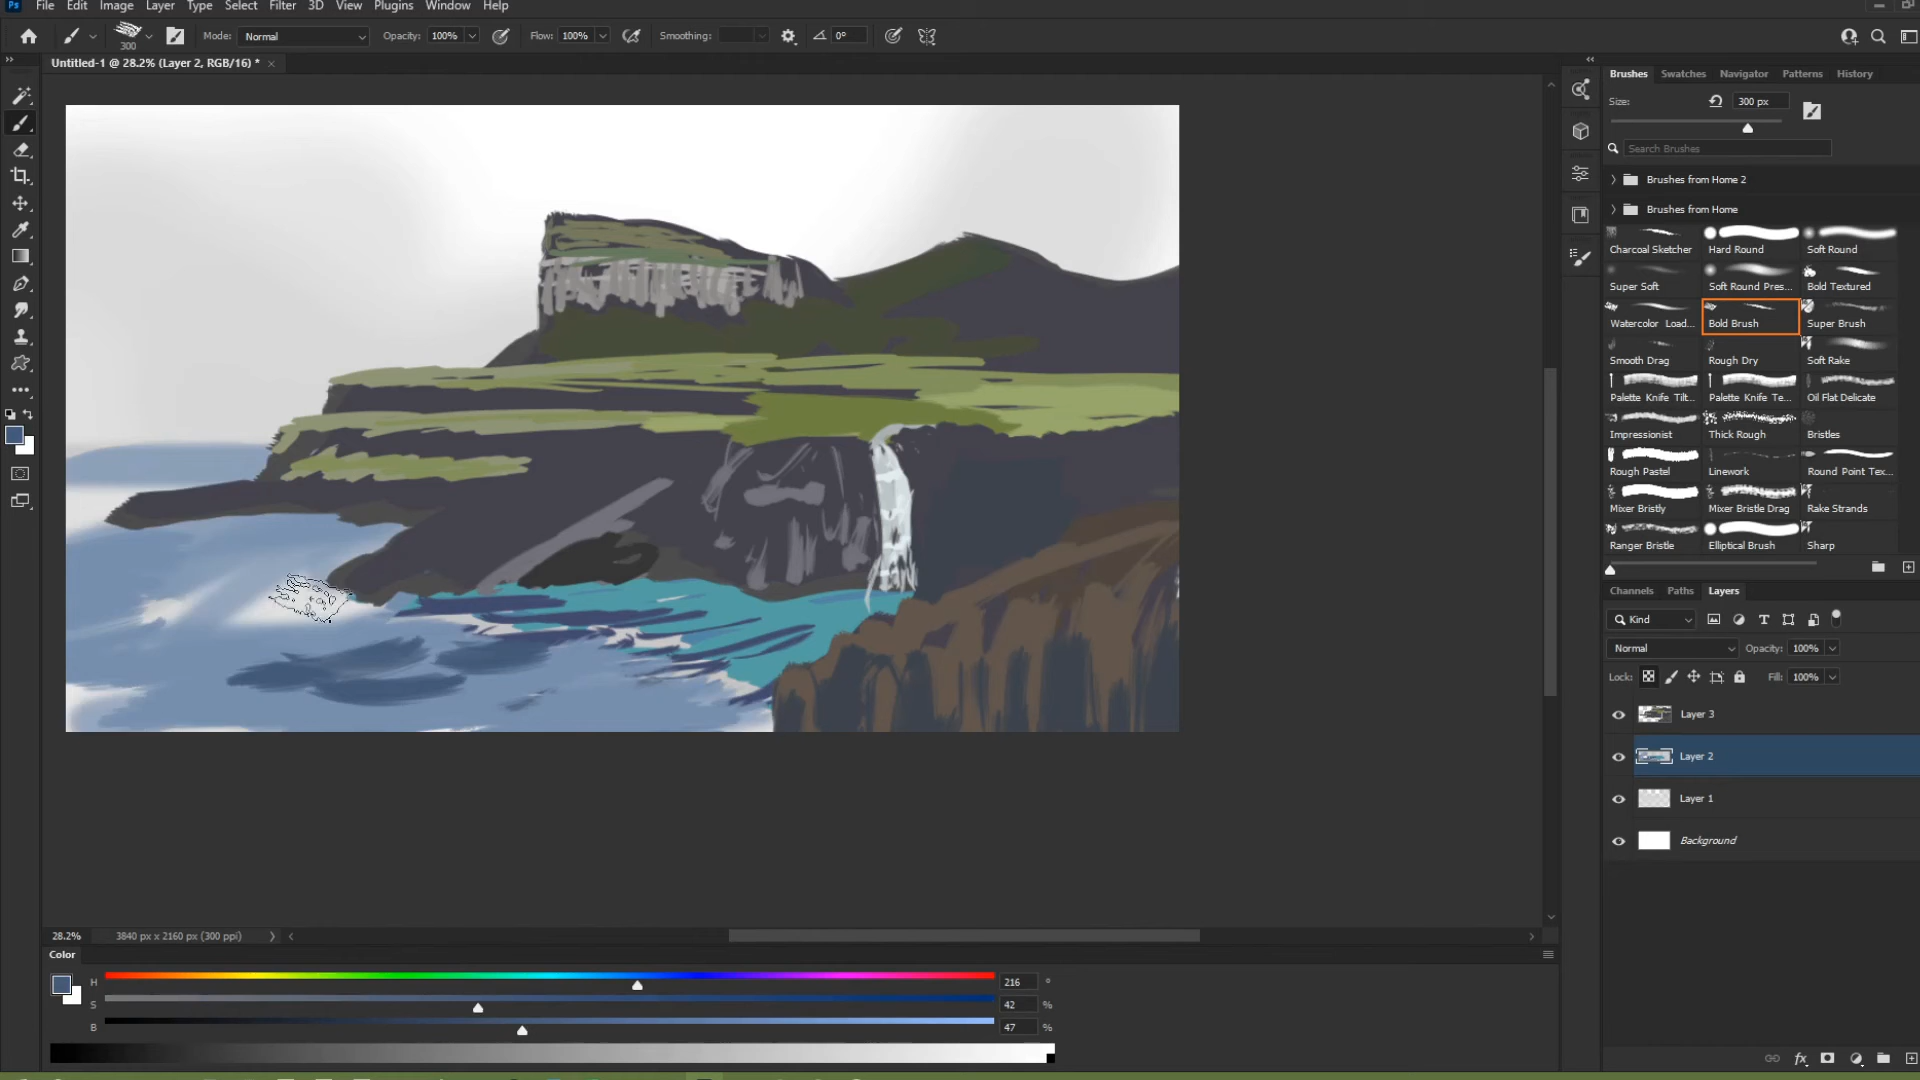 Ps File Edit Image Layer Type Select Filter 3D View Plugins Window Help
300 Mode: Normal Opacity: 100% Flow: 100% Smoothing: 0°
Untitled-1 @ 28.2% (Layer 2, RGB/16) *
Brushes Swatches Navigator Patterns History
Size: 300 px
Search Brushes
Brushes from Home 2
Brushes from Home
Charcoal Sketcher Hard Round Soft Round
Super Soft Soft Round Pres... Bold Textured
Watercolor Load... Bold Brush Super Brush
Smooth Drag Rough Dry Soft Rake
Palette Knife Tilt... Palette Knife Te... Oil Flat Delicate
Impressionist Thick Rough Bristles
Rough Pastel Linework Round Point Tex...
Mixer Bristly Mixer Bristle Drag Rake Strands
Ranger Bristle Elliptical Brush Sharp
Channels Paths Layers
Kind
Normal Opacity: 100%
Lock: Fill: 100%
Layer 3
Layer 2
Layer 1
Background
28.2% 3840 px x 2160 px (300 ppi)
Color
H 216 °
S 42 %
B 47 %
fx